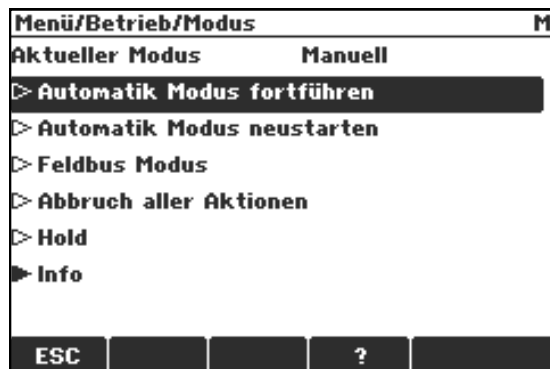 Menü/Betrieb/Modus M
Aktueller Modus Manuell
Automatik Modus fortführen
Automatik Modus neustarten
Feldbus Modus
Abbruch aller Aktionen
Hold
Info
ESC ?